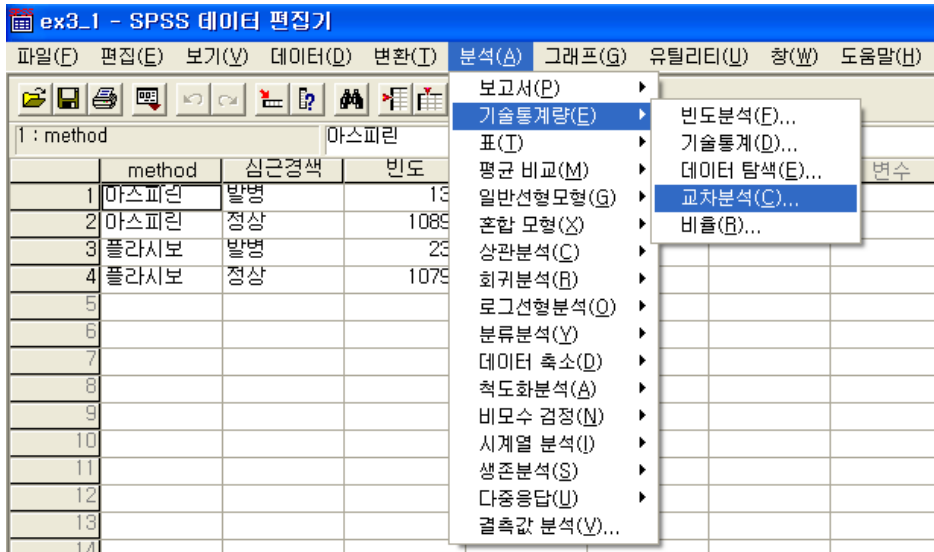 ex3_1 - SPSS 데이터 편집기
파일(F) 편집(E) 보기(V) 데이터(D) 변환(T) 분석(A) 그래프(G) 유틸리티(U) 창(W) 도움말(H)
1 : method 아스피린
method 심근경색 빈도 변수
1 아스피린 발병 13
2 아스피린 정상 1089
3 플라시보 발병 23
4 플라시보 정상 1079
5
6
7
8
9
10
11
12
13
14
보고서(P)
기술통계량(E)
표(T)
평균 비교(M)
일반선형모형(G)
혼합 모형(X)
상관분석(C)
회귀분석(R)
로그선형분석(O)
분류분석(Y)
데이터 축소(D)
척도화분석(A)
비모수 검정(N)
시계열 분석(I)
생존분석(S)
다중응답(U)
결측값 분석(V)...
빈도분석(F)...
기술통계(D)...
데이터 탐색(E)...
교차분석(C)...
비율(R)...